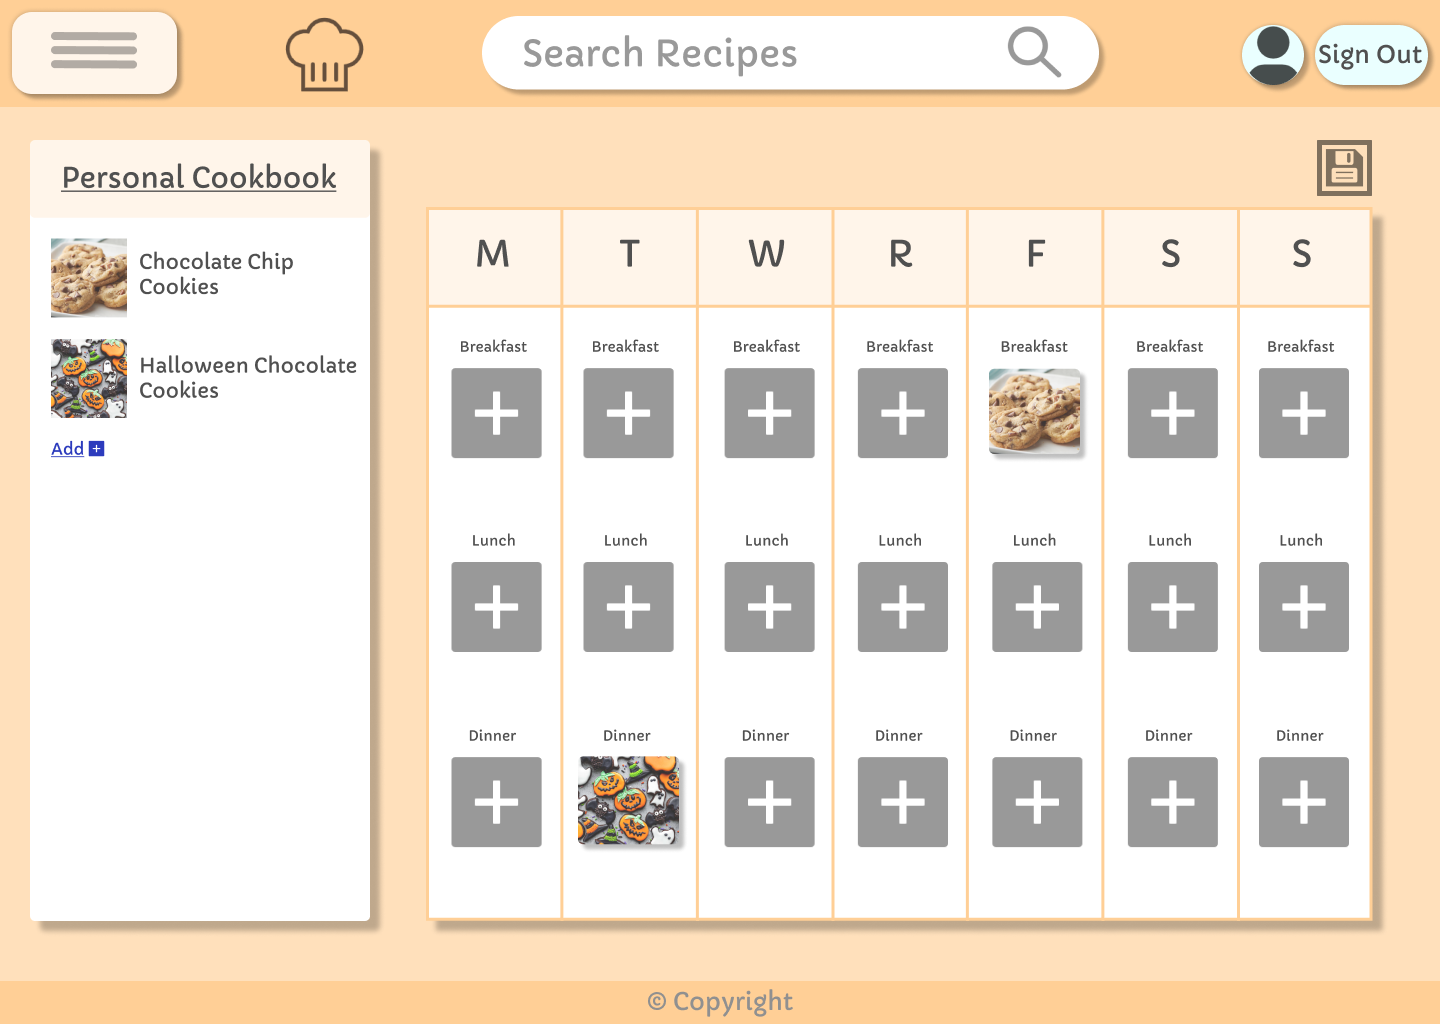 Search Recipes
Sign Out
Personal Cookbook
Chocolate Chip
Cookies
Halloween Chocolate
Cookies
Add
M T W R F S S
Breakfast Breakfast Breakfast Breakfast Breakfast Breakfast Breakfast
Lunch Lunch Lunch Lunch Lunch Lunch Lunch
Dinner Dinner Dinner Dinner Dinner Dinner Dinner
© Copyright